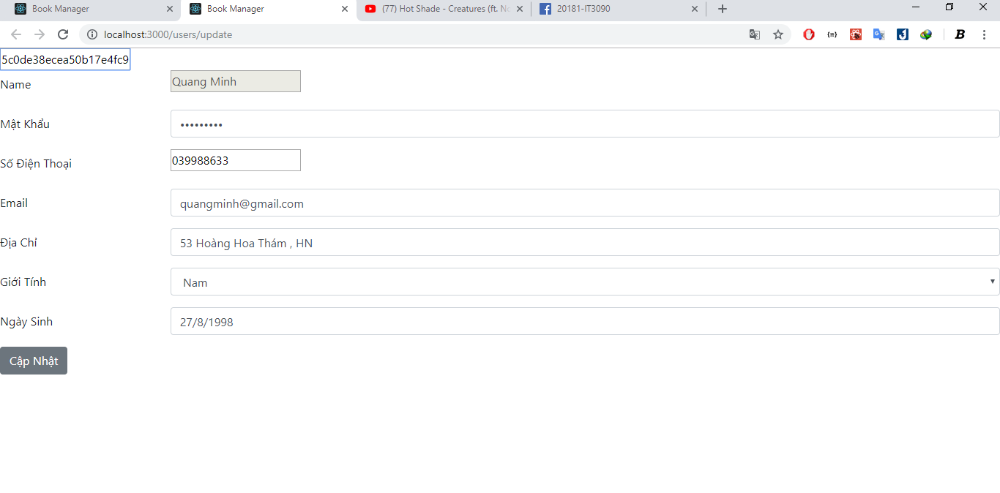 Book Manager
Book Manager
(77) Hot Shade - Creatures (ft. No
20181-IT3090
localhost:3000/users/update
5c0de38ecea50b17e4fc9
Name
Quang Minh
Mật Khẩu
•••••••••
Số Điện Thoại
039988633
Email
quangminh@gmail.com
Địa Chỉ
53 Hoàng Hoa Thám , HN
Giới Tính
Nam
Ngày Sinh
27/8/1998
Cập Nhật